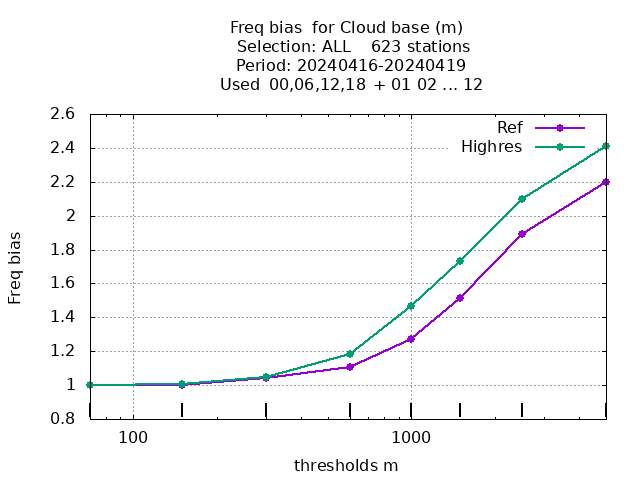 Freq bias  for Cloud base (m)
Selection: ALL    623 stations
Period: 20240416-20240419
Used  00,06,12,18  + 01 02 ... 12
Ref
Highres
2.6
2.4
2.2
2
1.8
1.6
1.4
1.2
1
0.8
Freq bias
100
1000
thresholds m